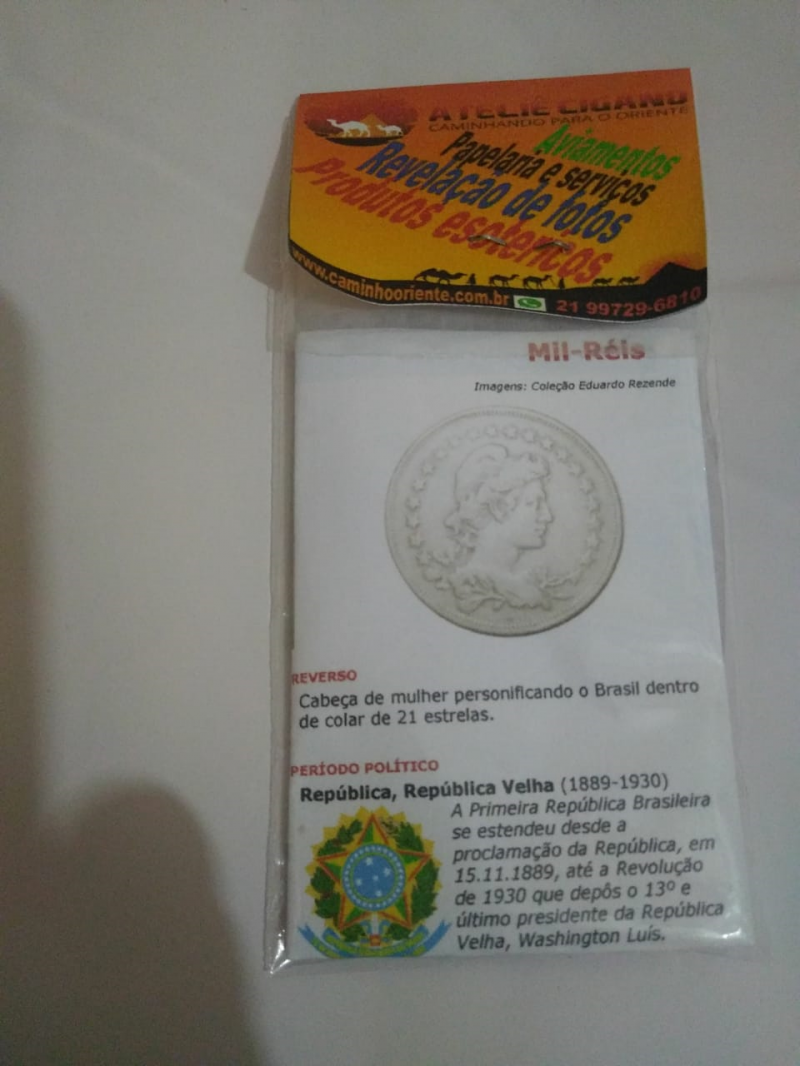 ATELIÊ CIGANO
CAMINHANDO PARA O ORIENTE
Aviamentos
Papelaria e serviços
Revelação de fotos
Produtos esotericos
www.caminhooriente.com.br
21 99729-6810
Mil-Réis
Imagens: Coleção Eduardo Rezende
REVERSO
Cabeça de mulher personificando o Brasil dentro
de colar de 21 estrelas.
PERÍODO POLÍTICO
República, República Velha (1889-1930)
A Primeira República Brasileira
se estendeu desde a
proclamação da República, em
15.11.1889, até a Revolução
de 1930 que depôs o 13º e
último presidente da República
Velha, Washington Luís.